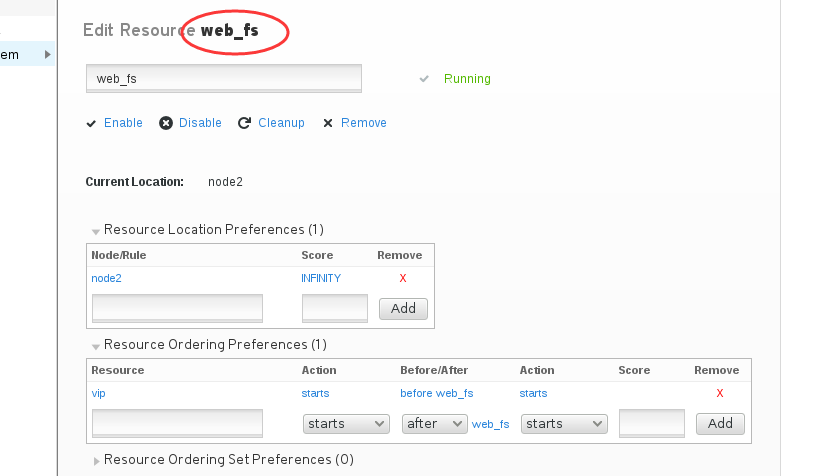 Edit Resource web_fs
em
web_fs Running
Enable Disable Cleanup Remove
Current Location: node2
Resource Location Preferences (1)
Node/Rule Score Remove
node2 INFINITY X
Add
Resource Ordering Preferences (1)
Resource Action Before/After Action Score Remove
vip starts before web_fs starts X
starts after web_fs starts Add
Resource Ordering Set Preferences (0)